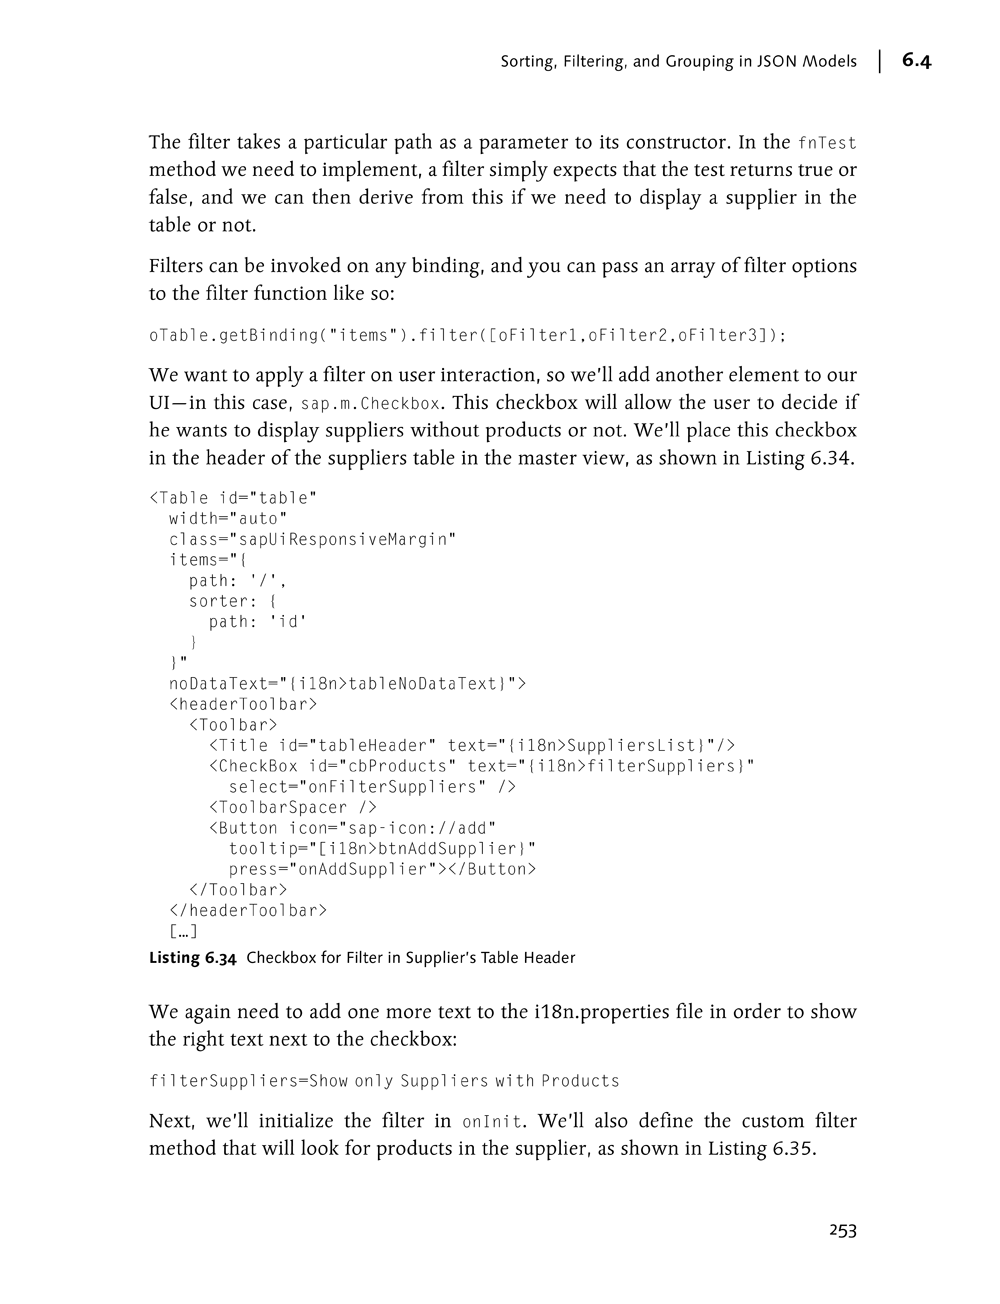 Sorting, Filtering, and Grouping in JSON Models | 6.4
The filter takes a particular path as a parameter to its constructor. In the fnTest
method we need to implement, a filter simply expects that the test returns true or
false, and we can then derive from this if we need to display a supplier in the
table or not.
Filters can be invoked on any binding, and you can pass an array of filter options
to the filter function like so:
oTable.getBinding("items").filter([oFilter1,oFilter2,oFilter3]);
We want to apply a filter on user interaction, so we'll add another element to our
UI—in this case, sap.m.Checkbox. This checkbox will allow the user to decide if
he wants to display suppliers without products or not. We'll place this checkbox
in the header of the suppliers table in the master view, as shown in Listing 6.34.
<Table id="table"
  width="auto"
  class="sapUiResponsiveMargin"
  items="{
    path: '/',
    sorter: {
      path: 'id'
    }
  }"
  noDataText="{i18n>tableNoDataText}">
  <headerToolbar>
    <Toolbar>
      <Title id="tableHeader" text="{i18n>SuppliersList}"/>
      <CheckBox id="cbProducts" text="{i18n>filterSuppliers}"
        select="onFilterSuppliers" />
      <ToolbarSpacer />
      <Button icon="sap-icon://add"
        tooltip="[i18n>btnAddSupplier}"
        press="onAddSupplier"></Button>
    </Toolbar>
  </headerToolbar>
  […]
Listing 6.34 Checkbox for Filter in Supplier's Table Header
We again need to add one more text to the i18n.properties file in order to show
the right text next to the checkbox:
filterSuppliers=Show only Suppliers with Products
Next, we'll initialize the filter in onInit. We'll also define the custom filter
method that will look for products in the supplier, as shown in Listing 6.35.
253